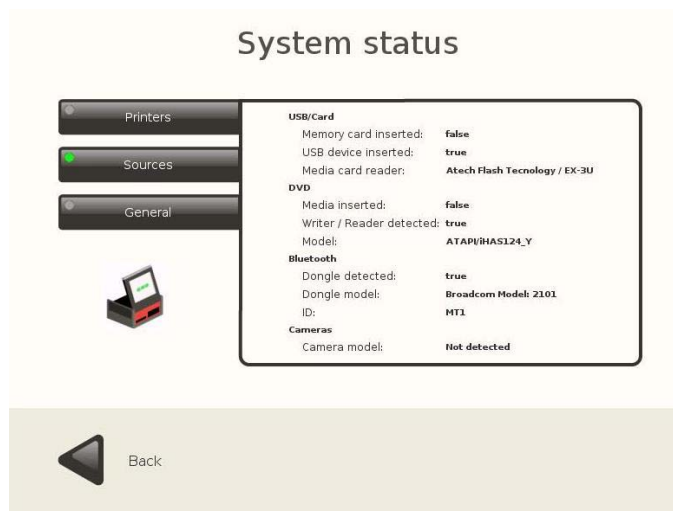 System status
Printers
Sources
General
USB/Card
Memory card inserted: false
USB device inserted: true
Media card reader: Atech Flash Tecnology / EX-3U
DVD
Media inserted: false
Writer / Reader detected: true
Model: ATAPI/iHAS124_Y
Bluetooth
Dongle detected: true
Dongle model: Broadcom Model: 2101
ID: MT1
Cameras
Camera model: Not detected
Back